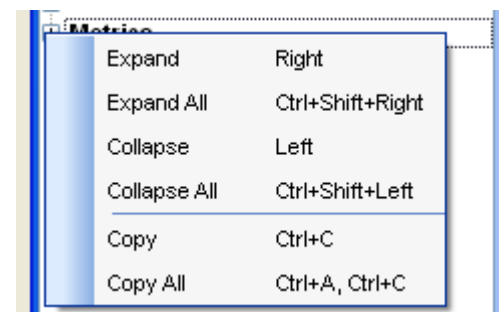 Metrics
Expand Right
Expand All Ctrl+Shift+Right
Collapse Left
Collapse All Ctrl+Shift+Left
Copy Ctrl+C
Copy All Ctrl+A, Ctrl+C